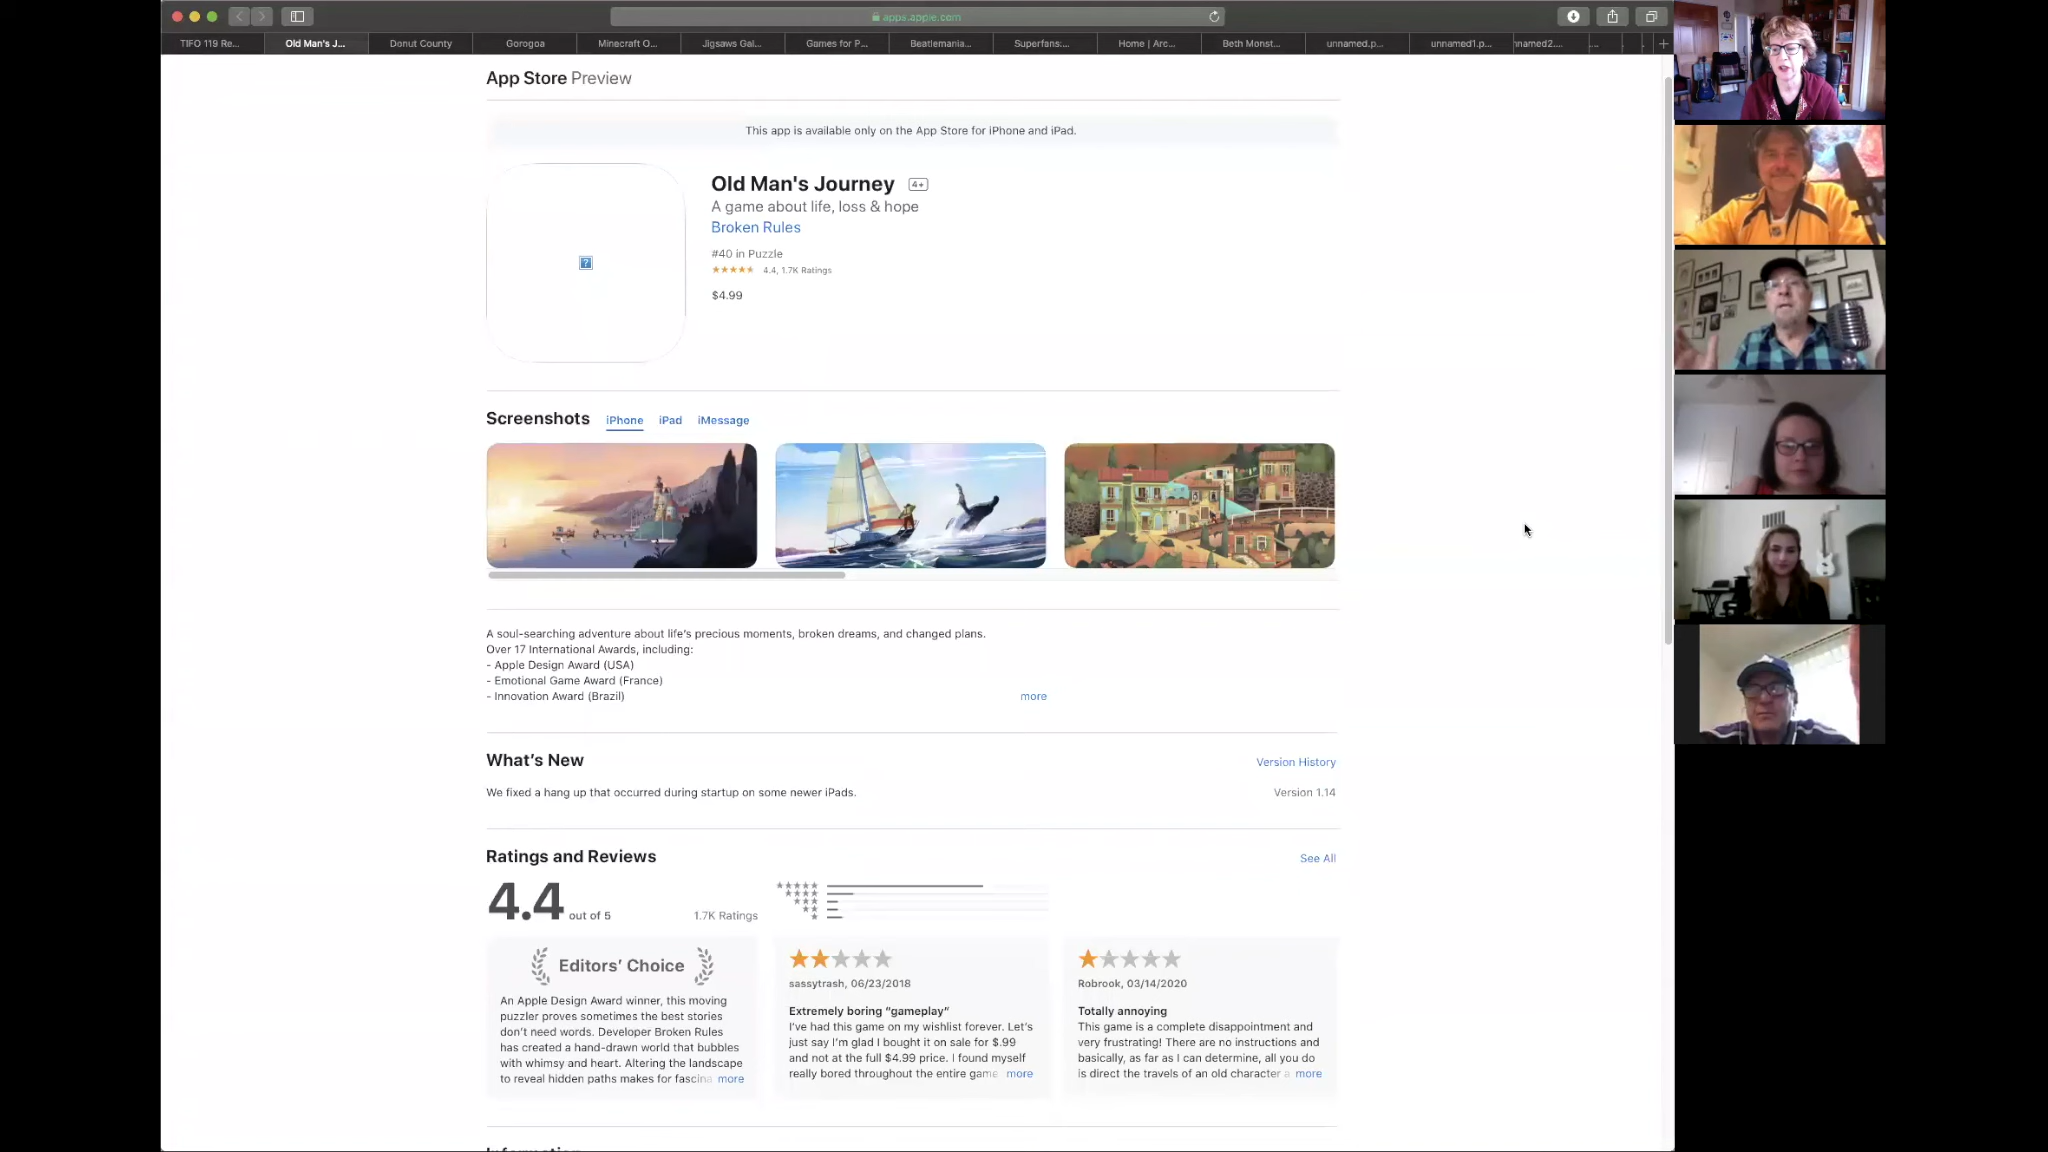 apps.apple.com
TIFO 119 Re...
Old Man's J...
Donut County
Gorogoa
Minecraft O...
Jigsaws Gal...
Games for P...
Beatlemania...
Superfans:...
Home | Arc...
Beth Monst...
unnamed.p...
unnamed1.p...
nnamed2....
App Store Preview
This app is available only on the App Store for iPhone and iPad.
Old Man's Journey 4+
A game about life, loss & hope
Broken Rules
#40 in Puzzle
4.4, 1.7K Ratings
$4.99
Screenshots iPhone iPad iMessage
A soul-searching adventure about life's precious moments, broken dreams, and changed plans.
Over 17 International Awards, including:
- Apple Design Award (USA)
- Emotional Game Award (France)
- Innovation Award (Brazil)
more
What's New
Version History
We fixed a hang up that occurred during startup on some newer iPads.
Version 1.14
Ratings and Reviews
See All
4.4 out of 5
1.7K Ratings
Editors' Choice
An Apple Design Award winner, this moving
puzzler proves sometimes the best stories
don't need words. Developer Broken Rules
has created a hand-drawn world that bubbles
with whimsy and heart. Altering the landscape
to reveal hidden paths makes for fascina more
sassytrash, 06/23/2018
Extremely boring "gameplay"
I've had this game on my wishlist forever. Let's
just say I'm glad I bought it on sale for $.99
and not at the full $4.99 price. I found myself
really bored throughout the entire game more
Robrook, 03/14/2020
Totally annoying
This game is a complete disappointment and
very frustrating! There are no instructions and
basically, as far as I can determine, all you do
is direct the travels of an old character a more
Information